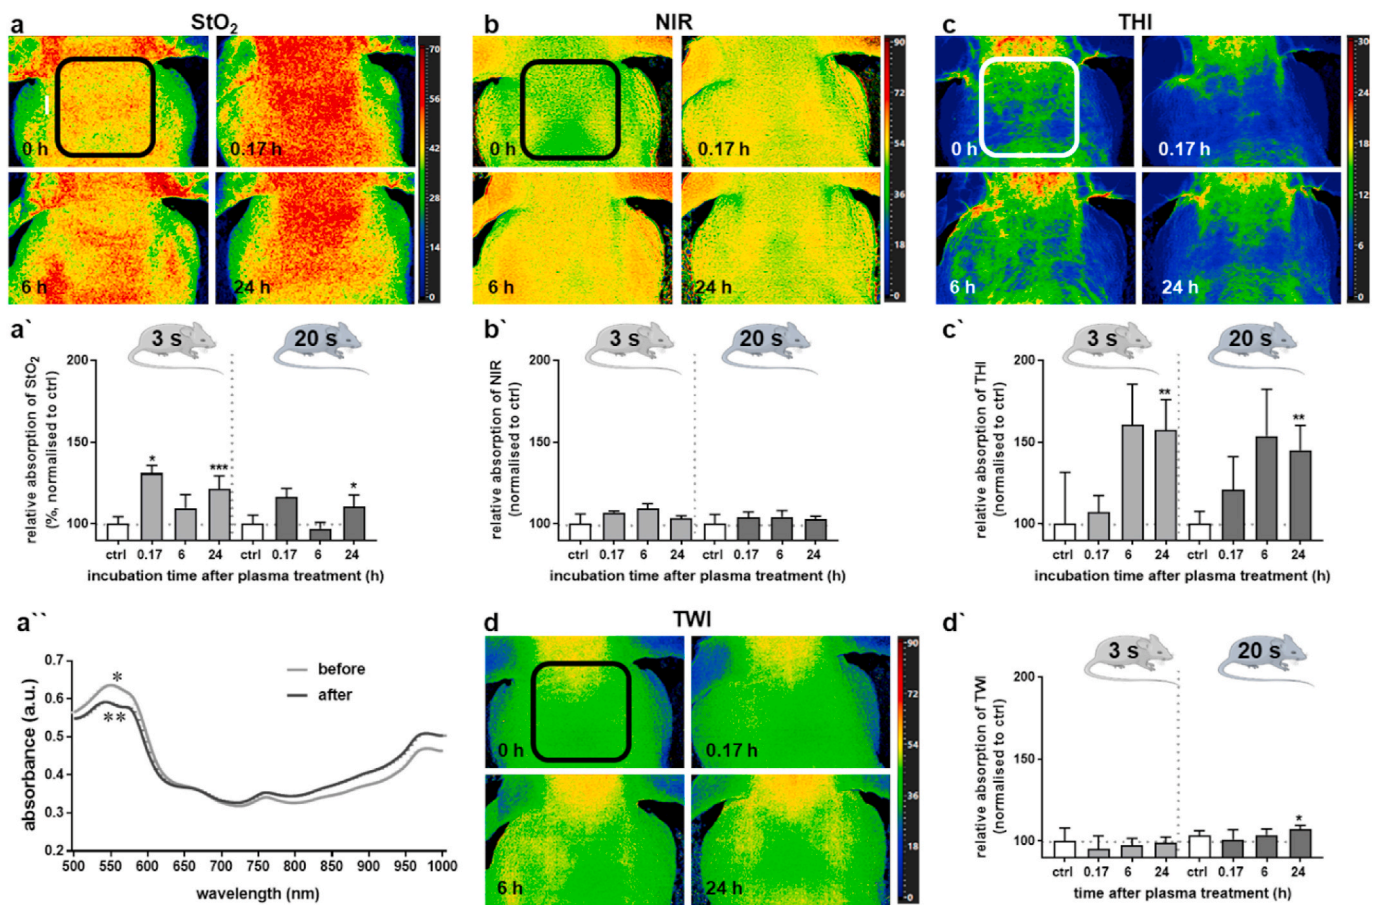 a StO2
70
56
42
28
14
0
0 h
0.17 h
6 h
24 h
b NIR
90
72
54
36
18
0
0 h
0.17 h
6 h
24 h
c THI
30
24
18
12
6
0
0 h
0.17 h
6 h
24 h
a`
3 s
20 s
relative absorption of StO2
(%, normalised to ctrl)
200
150
100
*
***
*
ctrl 0.17 6 24 ctrl 0.17 6 24
incubation time after plasma treatment (h)
b`
3 s
20 s
relative absorption of NIR
(normalised to ctrl)
200
150
100
ctrl 0.17 6 24 ctrl 0.17 6 24
incubation time after plasma treatment (h)
c`
3 s
20 s
relative absorption of THI
(normalised to ctrl)
200
150
100
**
**
ctrl 0.17 6 24 ctrl 0.17 6 24
incubation time after plasma treatment (h)
a``
absorbance (a.u.)
0.7
0.6
0.5
0.4
0.3
0.2
*
**
before
after
500 550 600 650 700 750 800 850 900 950 1000
wavelength (nm)
d TWI
90
72
54
36
18
0
0 h
0.17 h
6 h
24 h
d`
3 s
20 s
relative absorption of TWI
(normalised to ctrl)
200
150
100
*
ctrl 0.17 6 24 ctrl 0.17 6 24
time after plasma treatment (h)